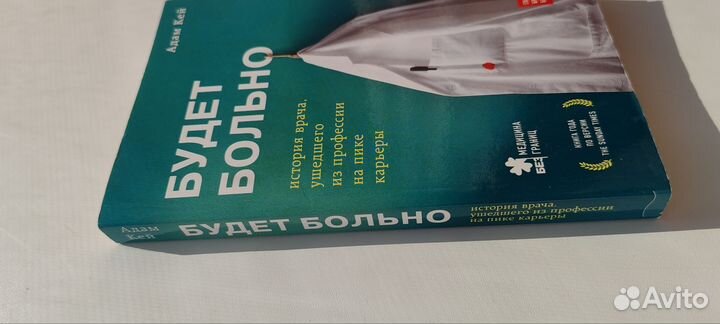 Адам Кей
БУДЕТ
БОЛЬНО
история врача,
ушедшего
из профессии
на пике
карьеры
МЕДИЦИНА
БЕЗ ГРАНИЦ
КНИГА ГОДА
ПО ВЕРСИИ
THE SUNDAY TIMES
Адам
Кей
БУДЕТ БОЛЬНО
история врача,
ушедшего из профессии
на пике карьеры
Avito